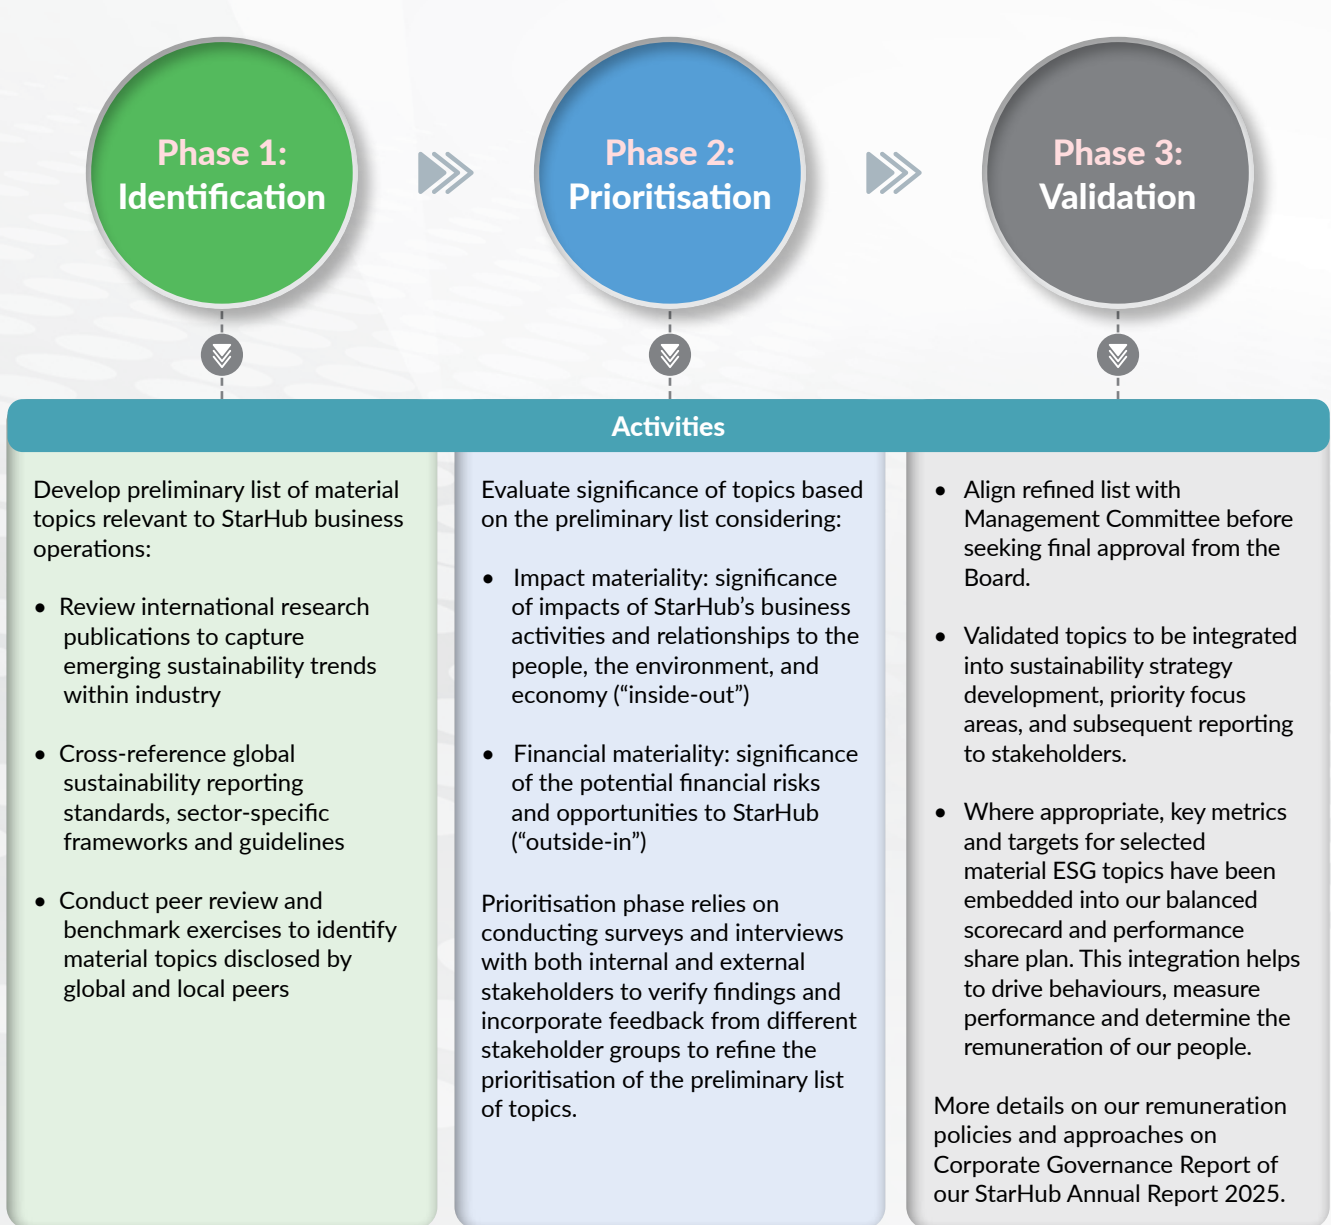 Phase 1:
Identification
Phase 2:
Prioritisation
Phase 3:
Validation
Activities
Develop preliminary list of material
topics relevant to StarHub business
operations:
• Review international research
publications to capture
emerging sustainability trends
within industry
• Cross-reference global
sustainability reporting
standards, sector-specific
frameworks and guidelines
• Conduct peer review and
benchmark exercises to identify
material topics disclosed by
global and local peers
Evaluate significance of topics based
on the preliminary list considering:
• Impact materiality: significance
of impacts of StarHub’s business
activities and relationships to the
people, the environment, and
economy (“inside-out”)
• Financial materiality: significance
of the potential financial risks
and opportunities to StarHub
(“outside-in”)
Prioritisation phase relies on
conducting surveys and interviews
with both internal and external
stakeholders to verify findings and
incorporate feedback from different
stakeholder groups to refine the
prioritisation of the preliminary list
of topics.
• Align refined list with
Management Committee before
seeking final approval from the
Board.
• Validated topics to be integrated
into sustainability strategy
development, priority focus
areas, and subsequent reporting
to stakeholders.
• Where appropriate, key metrics
and targets for selected
material ESG topics have been
embedded into our balanced
scorecard and performance
share plan. This integration helps
to drive behaviours, measure
performance and determine the
remuneration of our people.
More details on our remuneration
policies and approaches on
Corporate Governance Report of
our StarHub Annual Report 2025.